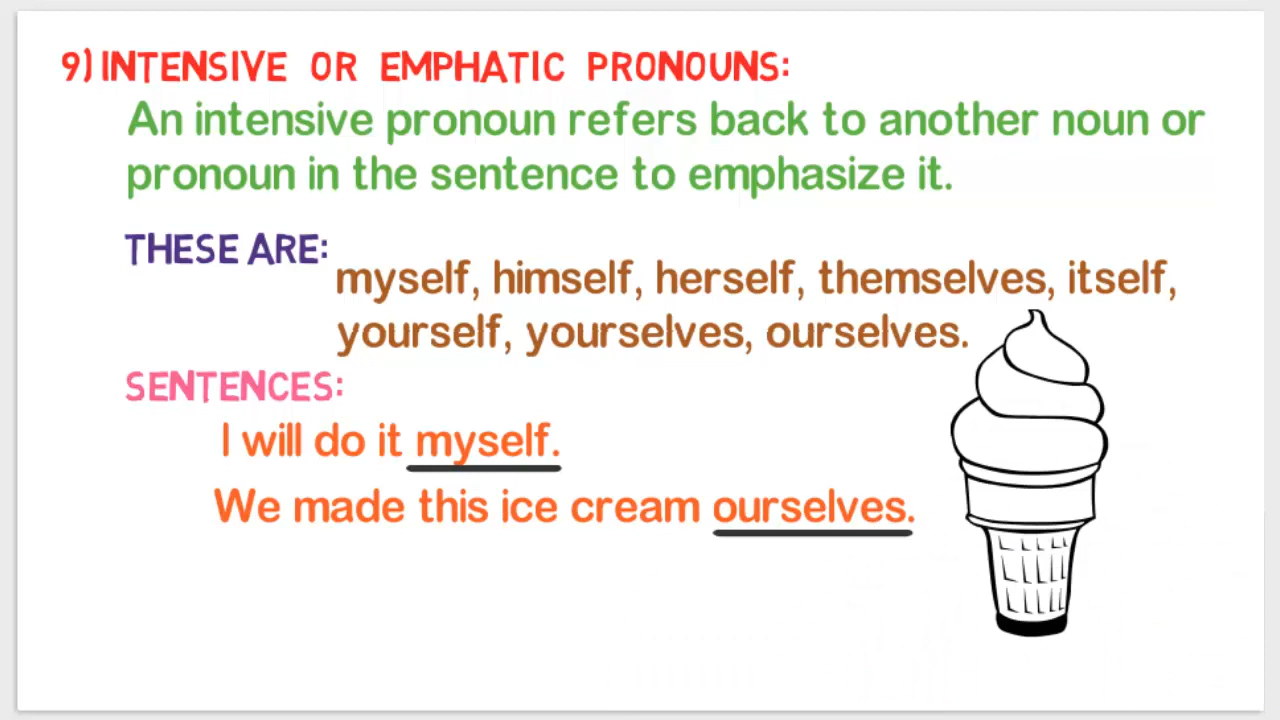 9) INTENSIVE OR EMPHATIC PRONOUNS:
An intensive pronoun refers back to another noun or
pronoun in the sentence to emphasize it.
THESE ARE:
myself, himself, herself, themselves, itself,
yourself, yourselves, ourselves.
SENTENCES:
I will do it myself.
We made this ice cream ourselves.